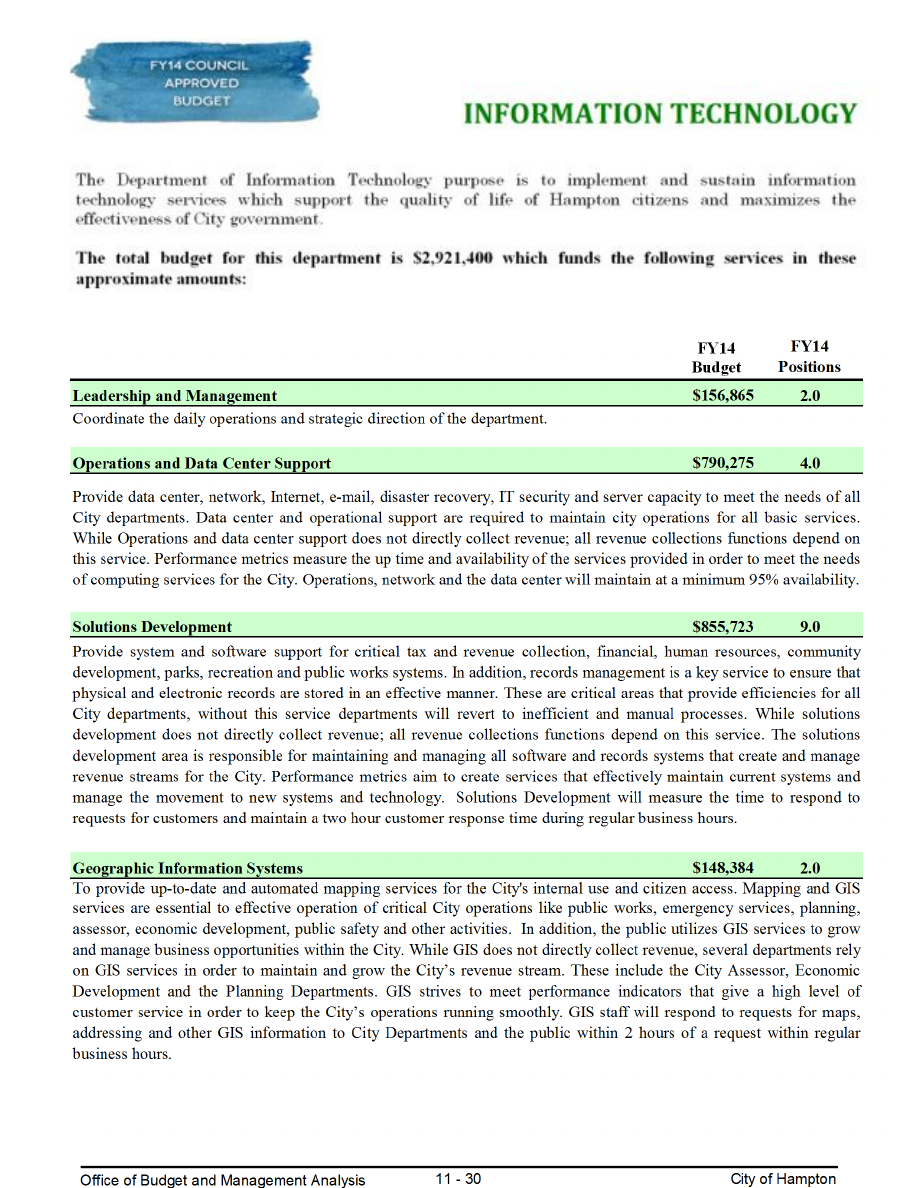 FY14 COUNCIL
APPROVED
BUDGET
INFORMATION TECHNOLOGY
The Department of Information Technology purpose is to implement and sustain information
technology services which support the quality of life of Hampton citizens and maximizes the
effectiveness of City government.
The total budget for this department is $2,921,400 which funds the following services in these
approximate amounts:
FY14 FY14
Budget Positions
Leadership and Management $156,865 2.0
Coordinate the daily operations and strategic direction of the department.
Operations and Data Center Support $790,275 4.0
Provide data center, network, Internet, e-mail, disaster recovery, IT security and server capacity to meet the needs of all
City departments. Data center and operational support are required to maintain city operations for all basic services.
While Operations and data center support does not directly collect revenue; all revenue collections functions depend on
this service. Performance metrics measure the up time and availability of the services provided in order to meet the needs
of computing services for the City. Operations, network and the data center will maintain at a minimum 95% availability.
Solutions Development $855,723 9.0
Provide system and software support for critical tax and revenue collection, financial, human resources, community
development, parks, recreation and public works systems. In addition, records management is a key service to ensure that
physical and electronic records are stored in an effective manner. These are critical areas that provide efficiencies for all
City departments, without this service departments will revert to inefficient and manual processes. While solutions
development does not directly collect revenue; all revenue collections functions depend on this service. The solutions
development area is responsible for maintaining and managing all software and records systems that create and manage
revenue streams for the City. Performance metrics aim to create services that effectively maintain current systems and
manage the movement to new systems and technology. Solutions Development will measure the time to respond to
requests for customers and maintain a two hour customer response time during regular business hours.
Geographic Information Systems $148,384 2.0
To provide up-to-date and automated mapping services for the City's internal use and citizen access. Mapping and GIS
services are essential to effective operation of critical City operations like public works, emergency services, planning,
assessor, economic development, public safety and other activities. In addition, the public utilizes GIS services to grow
and manage business opportunities within the City. While GIS does not directly collect revenue, several departments rely
on GIS services in order to maintain and grow the City’s revenue stream. These include the City Assessor, Economic
Development and the Planning Departments. GIS strives to meet performance indicators that give a high level of
customer service in order to keep the City’s operations running smoothly. GIS staff will respond to requests for maps,
addressing and other GIS information to City Departments and the public within 2 hours of a request within regular
business hours.
Office of Budget and Management Analysis 11 - 30 City of Hampton